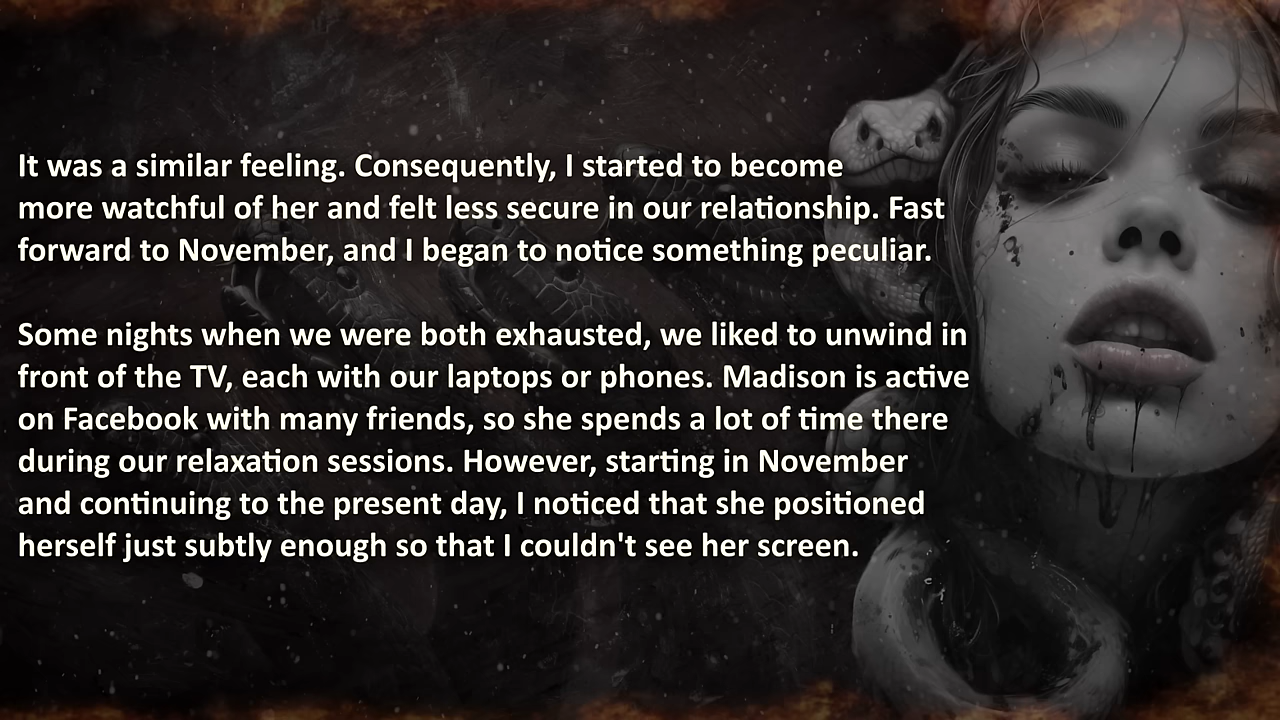 It was a similar feeling. Consequently, I started to become
more watchful of her and felt less secure in our relationship. Fast
forward to November, and I began to notice something peculiar.
Some nights when we were both exhausted, we liked to unwind in
front of the TV, each with our laptops or phones. Madison is active
on Facebook with many friends, so she spends a lot of time there
during our relaxation sessions. However, starting in November
and continuing to the present day, I noticed that she positioned
herself just subtly enough so that I couldn't see her screen.